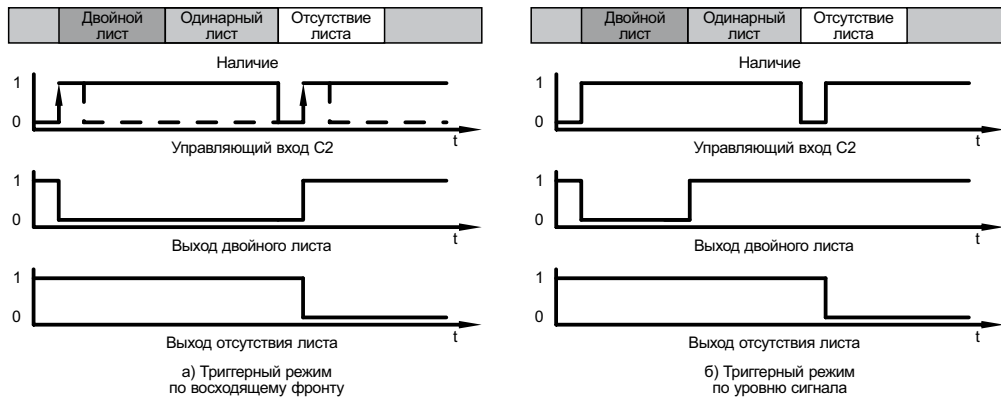 Двойной
лист
Одинарный
лист
Отсутствие
листа
Наличие
1
0
t
Управляющий вход С2
1
0
t
Выход двойного листа
1
0
t
Выход отсутствия листа
а) Триггерный режим
по восходящему фронту
Двойной
лист
Одинарный
лист
Отсутствие
листа
Наличие
1
0
t
Управляющий вход С2
1
0
t
Выход двойного листа
1
0
t
Выход отсутствия листа
б) Триггерный режим
по уровню сигнала